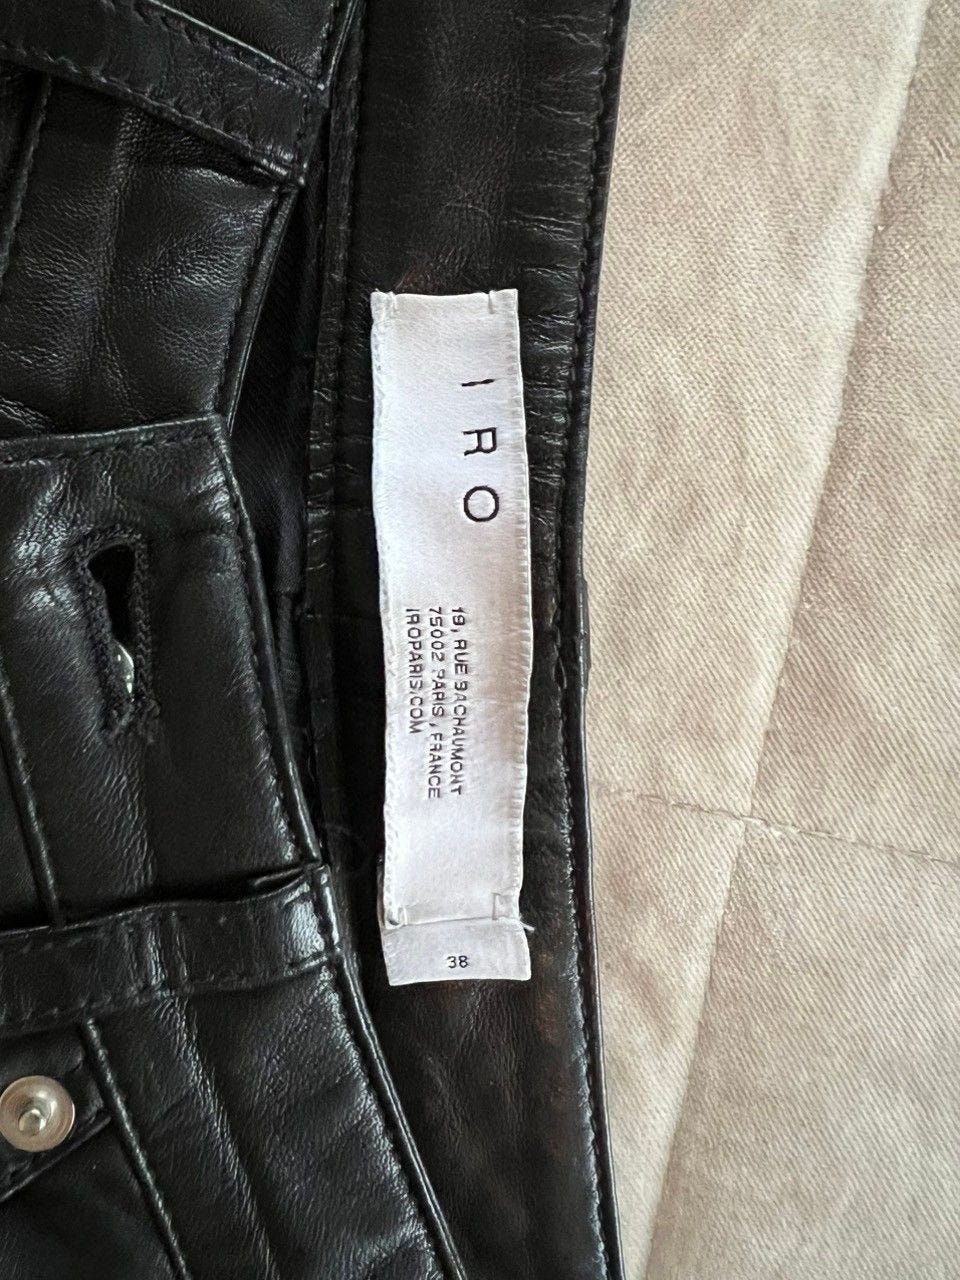 IRO
19, RUE BACHAUMONT
75002 PARIS, FRANCE
IROPARIS.COM
38